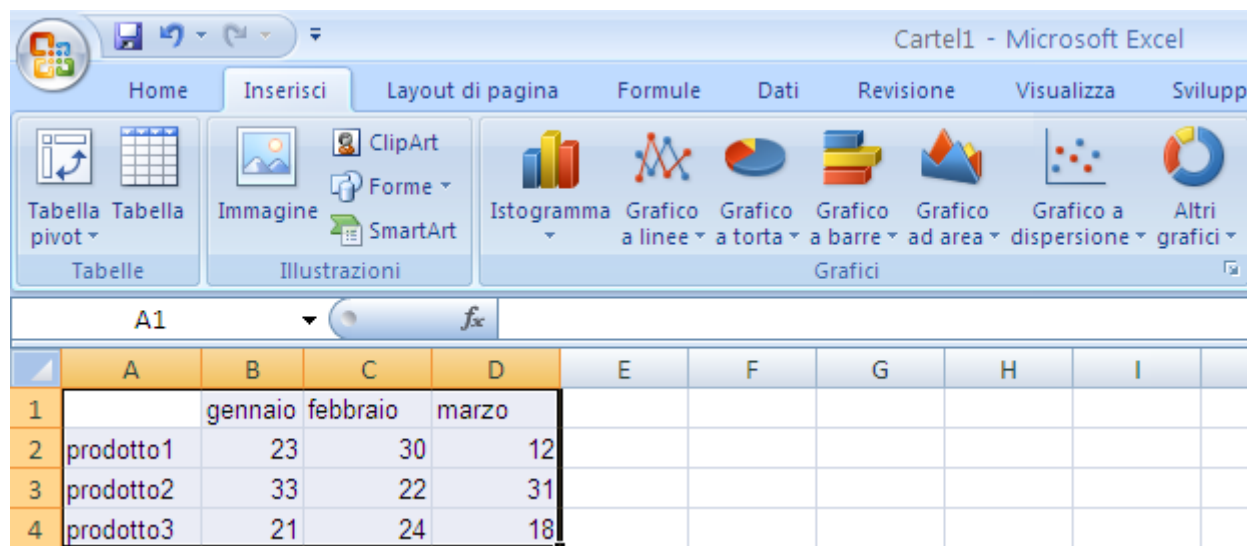 Cartel1 - Microsoft Excel
Home Inserisci Layout di pagina Formule Dati Revisione Visualizza Svilupp
Tabella pivot
Tabella
Tabelle
Immagine
ClipArt
Forme
SmartArt
Illustrazioni
Istogramma
Grafico a linee
Grafico a torta
Grafico a barre
Grafico ad area
Grafico a dispersione
Altri grafici
Grafici
A1 fx
A B C D E F G H I
1 gennaio febbraio marzo
2 prodotto1 23 30 12
3 prodotto2 33 22 31
4 prodotto3 21 24 18